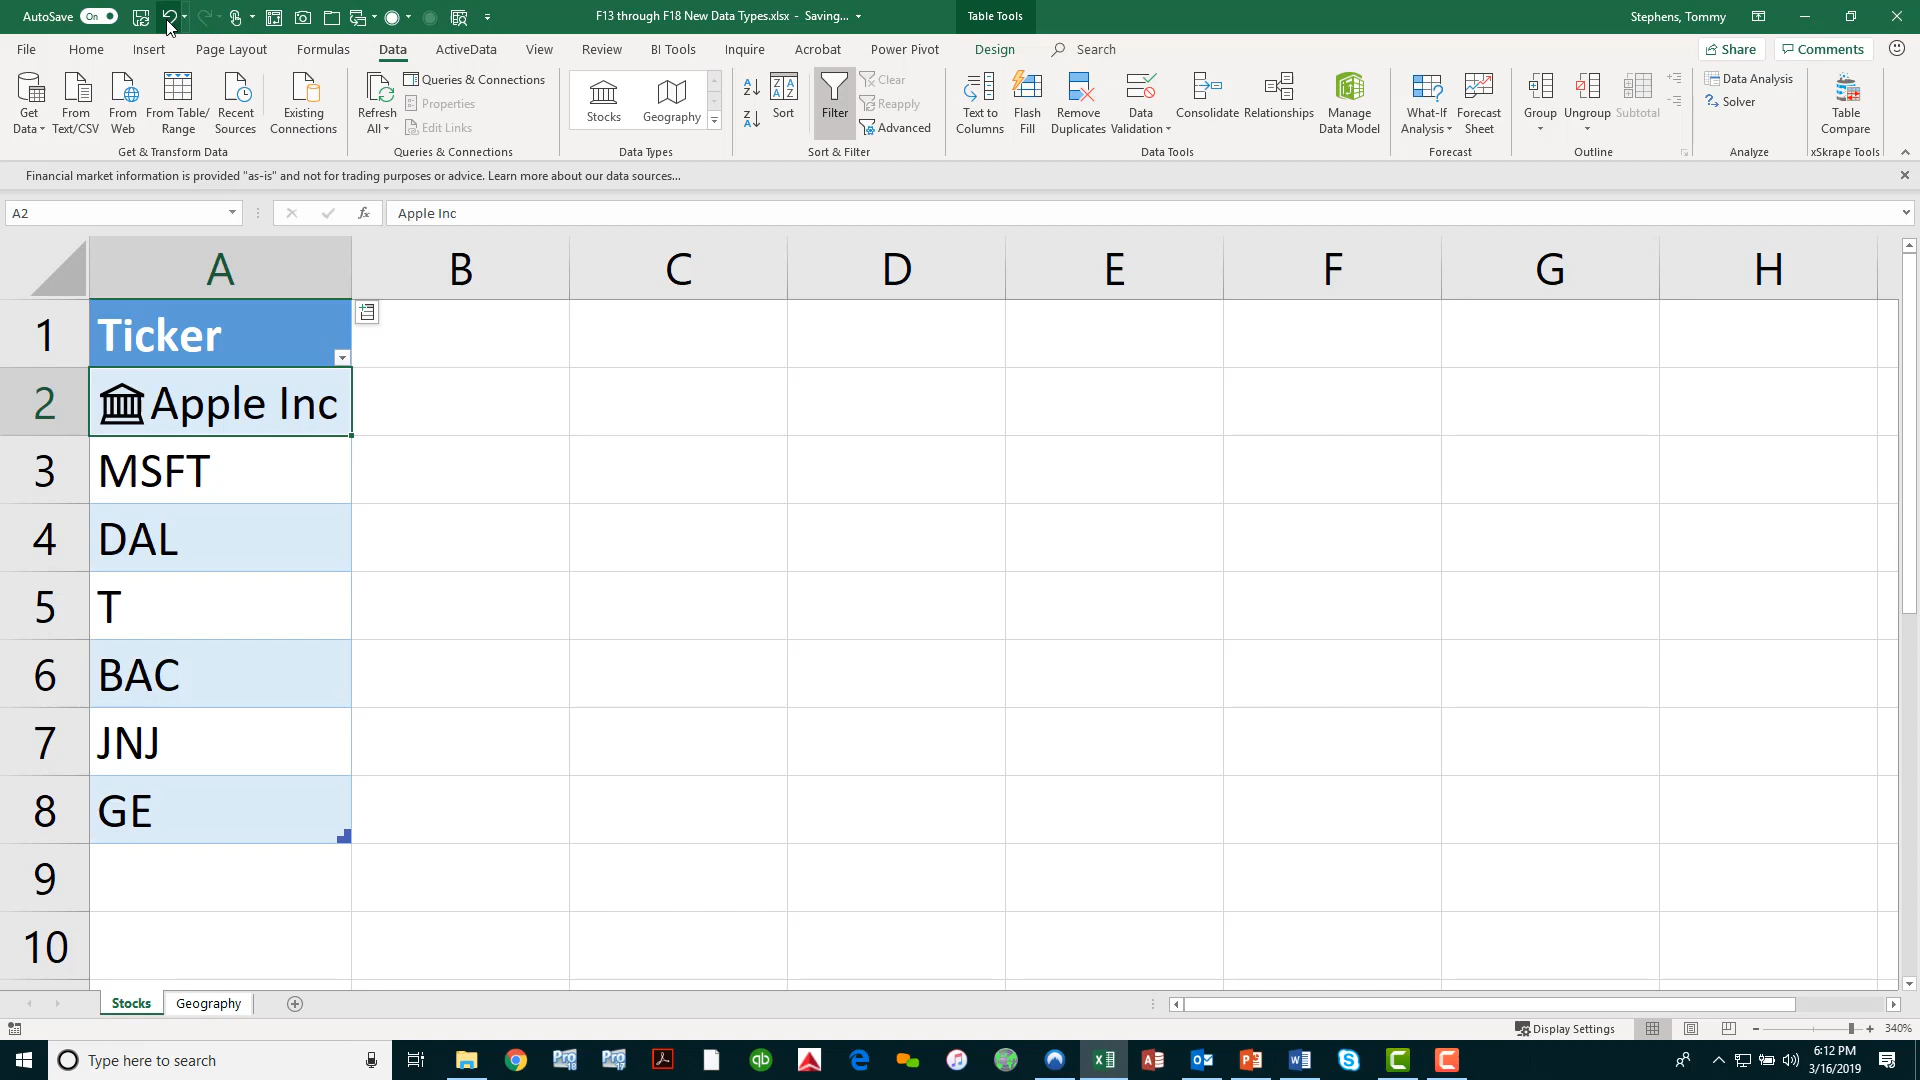 AutoSave On F13 through F18 New Data Types.xlsx - Saving... Table Tools Stephens, Tommy
File Home Insert Page Layout Formulas Data ActiveData View Review BI Tools Inquire Acrobat Power Pivot Design Search Share Comments
Get Data
From Text/CSV
From Web
From Table/ Range
Recent Sources
Existing Connections
Get & Transform Data
Refresh All
Queries & Connections
Properties
Edit Links
Queries & Connections
Stocks
Geography
Data Types
Sort
Filter
Clear
Reapply
Advanced
Sort & Filter
Text to Columns
Flash Fill
Remove Duplicates
Data Validation
Consolidate
Relationships
Manage Data Model
Data Tools
What-If Analysis
Forecast Sheet
Forecast
Group
Ungroup
Subtotal
Outline
Data Analysis
Solver
Analyze
Table Compare
xSkrape Tools
Financial market information is provided "as-is" and not for trading purposes or advice. Learn more about our data sources...
A2 fx Apple Inc
A B C D E F G H
1 Ticker
2 Apple Inc
3 MSFT
4 DAL
5 T
6 BAC
7 JNJ
8 GE
9
10
Stocks Geography
Display Settings 340%
Type here to search
6:12 PM
3/16/2019